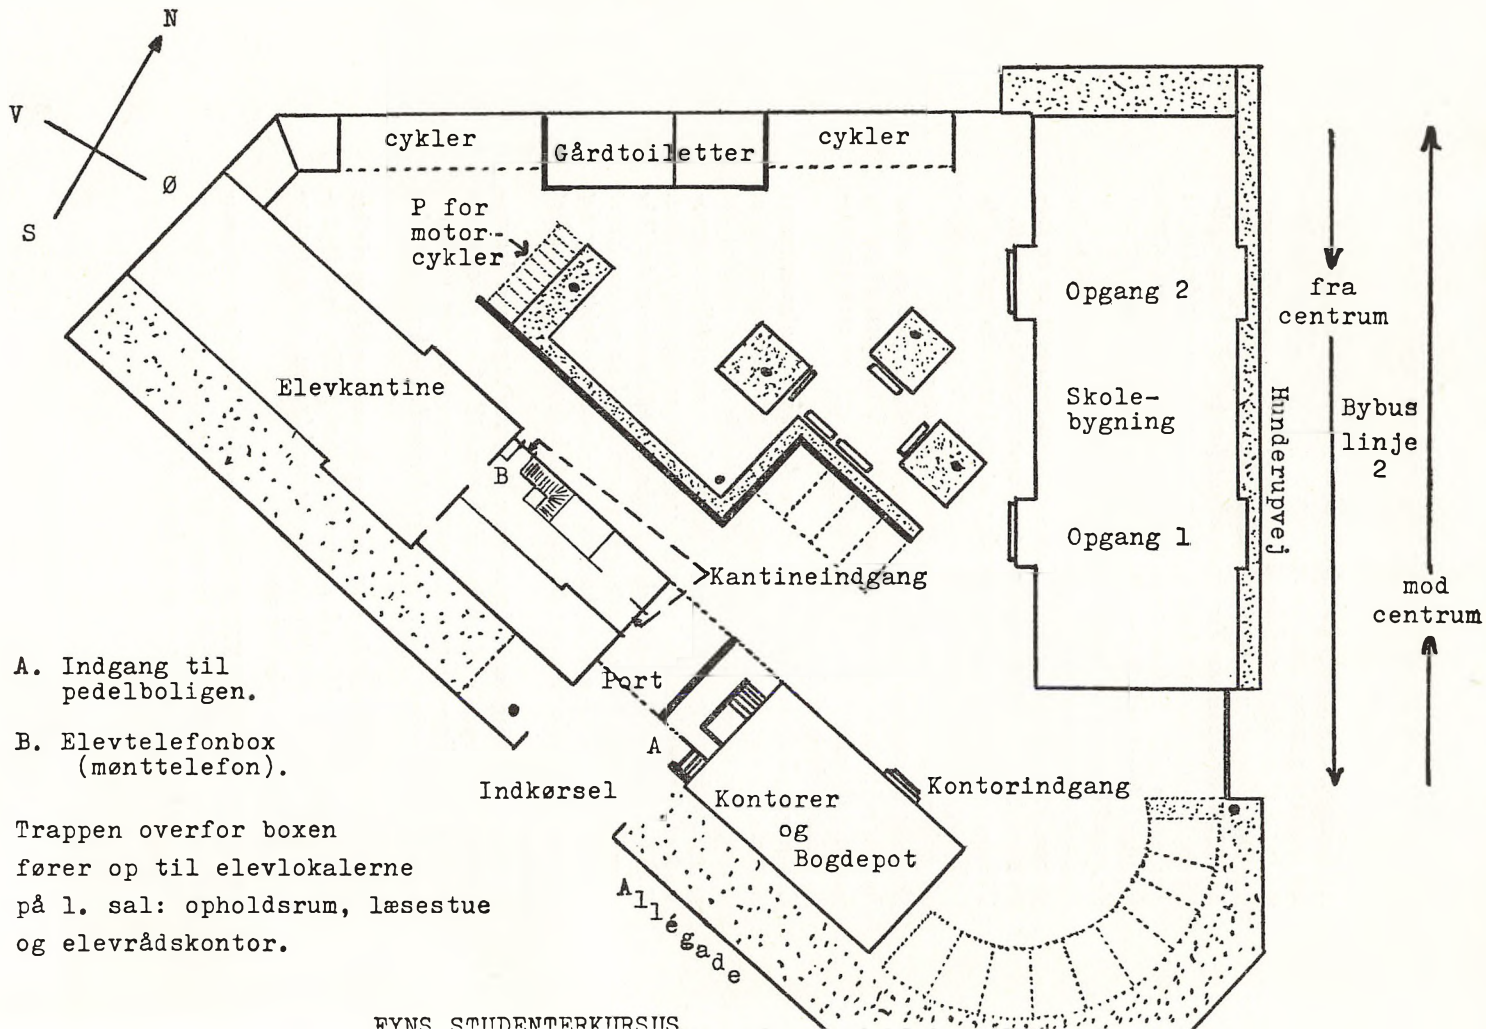 N
V
Ø
S
cykler
Gårdtoiletter
cykler
P for
motor-
cykler
Opgang 2
fra
centrum
Elevkantine
Skole-
bygning
Hunderupvej
Bybus
linje
2
B
Opgang 1
Kantineindgang
mod
centrum
A. Indgang til
pedelboligen.
Port
B. Elevtelefonbox
(mønttelefon).
A
Indkørsel
Kontorindgang
Kontorer
og
Bogdepot
Trappen overfor boxen
fører op til elevlokalerne
på 1. sal: opholdsrum, læsestue
og elevrådskontor.
Allégade
FYNS STUDENTERKURSUS